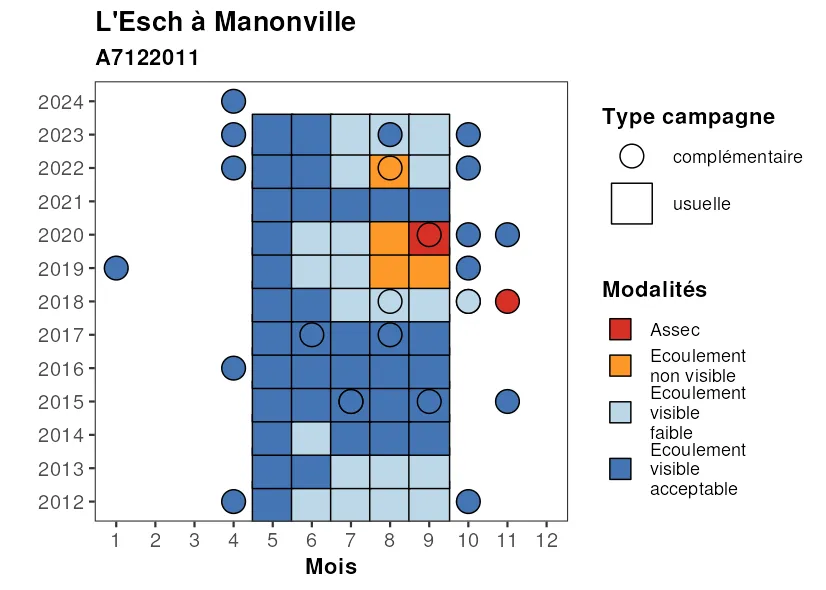 L'Esch à Manonville
A7122011
2024
2023
2022
2021
2020
2019
2018
2017
2016
2015
2014
2013
2012
1 2 3 4 5 6 7 8 9 10 11 12
Mois
Type campagne
complémentaire
usuelle
Modalités
Assec
Ecoulement
non visible
Ecoulement
visible
faible
Ecoulement
visible
acceptable